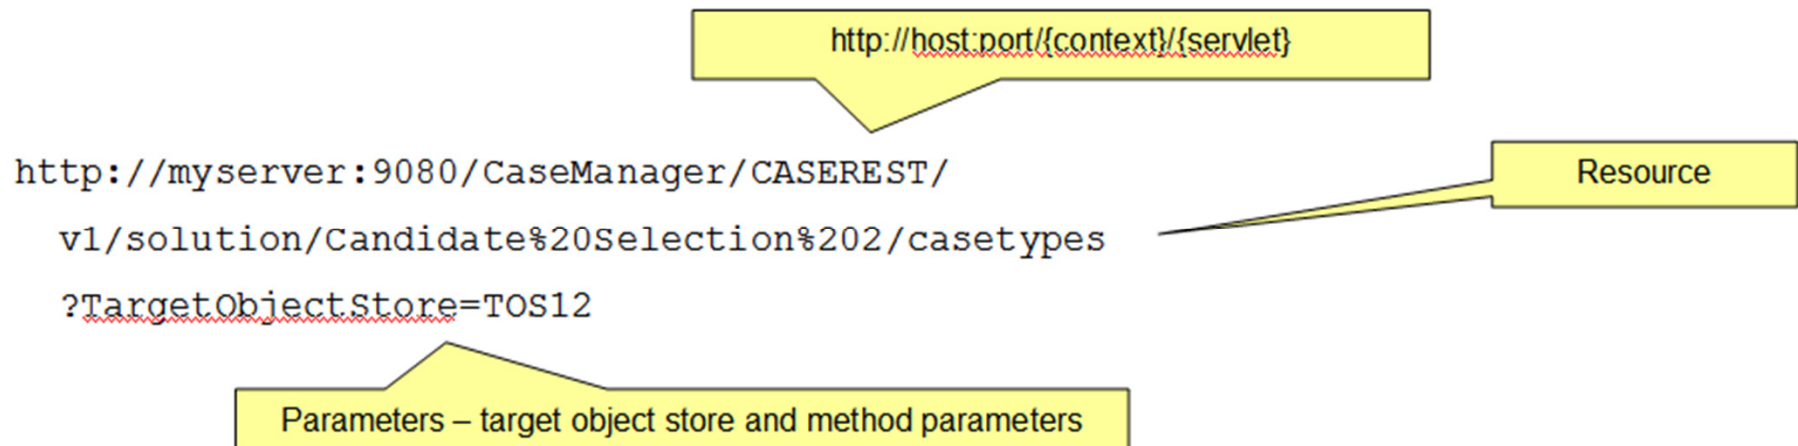 http://host:port/{context}/{servlet}
http://myserver:9080/CaseManager/CASEREST/
Resource
v1/solution/Candidate%20Selection%202/casetypes
?TargetObjectStore=TOS12
Parameters – target object store and method parameters